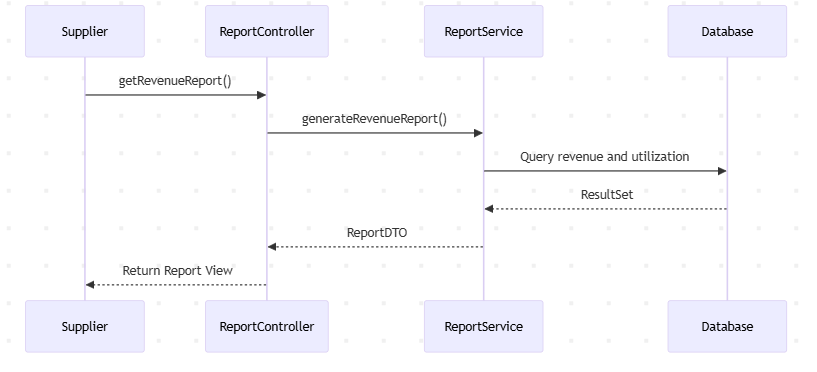 Supplier
ReportController
ReportService
Database
getRevenueReport()
generateRevenueReport()
Query revenue and utilization
ResultSet
ReportDTO
Return Report View
Supplier
ReportController
ReportService
Database